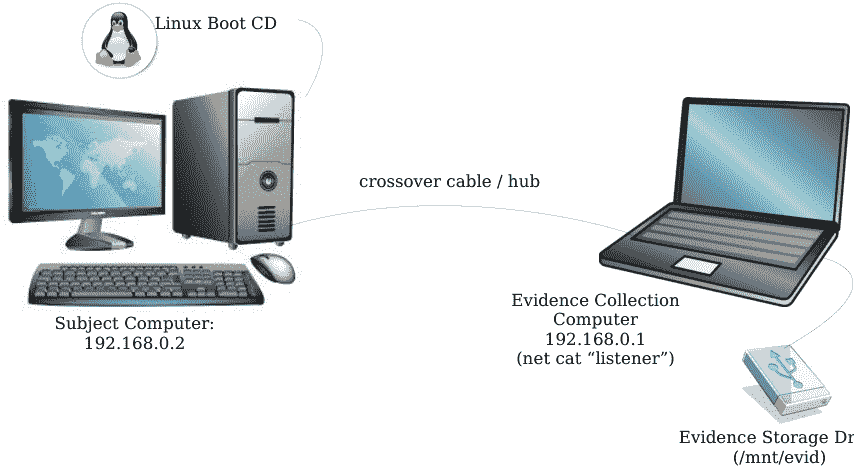 Linux Boot CD
crossover cable / hub
Subject Computer:
192.168.0.2
Evidence Collection
Computer
192.168.0.1
(net cat “listener”)
Evidence Storage Dr
(/mnt/evid)